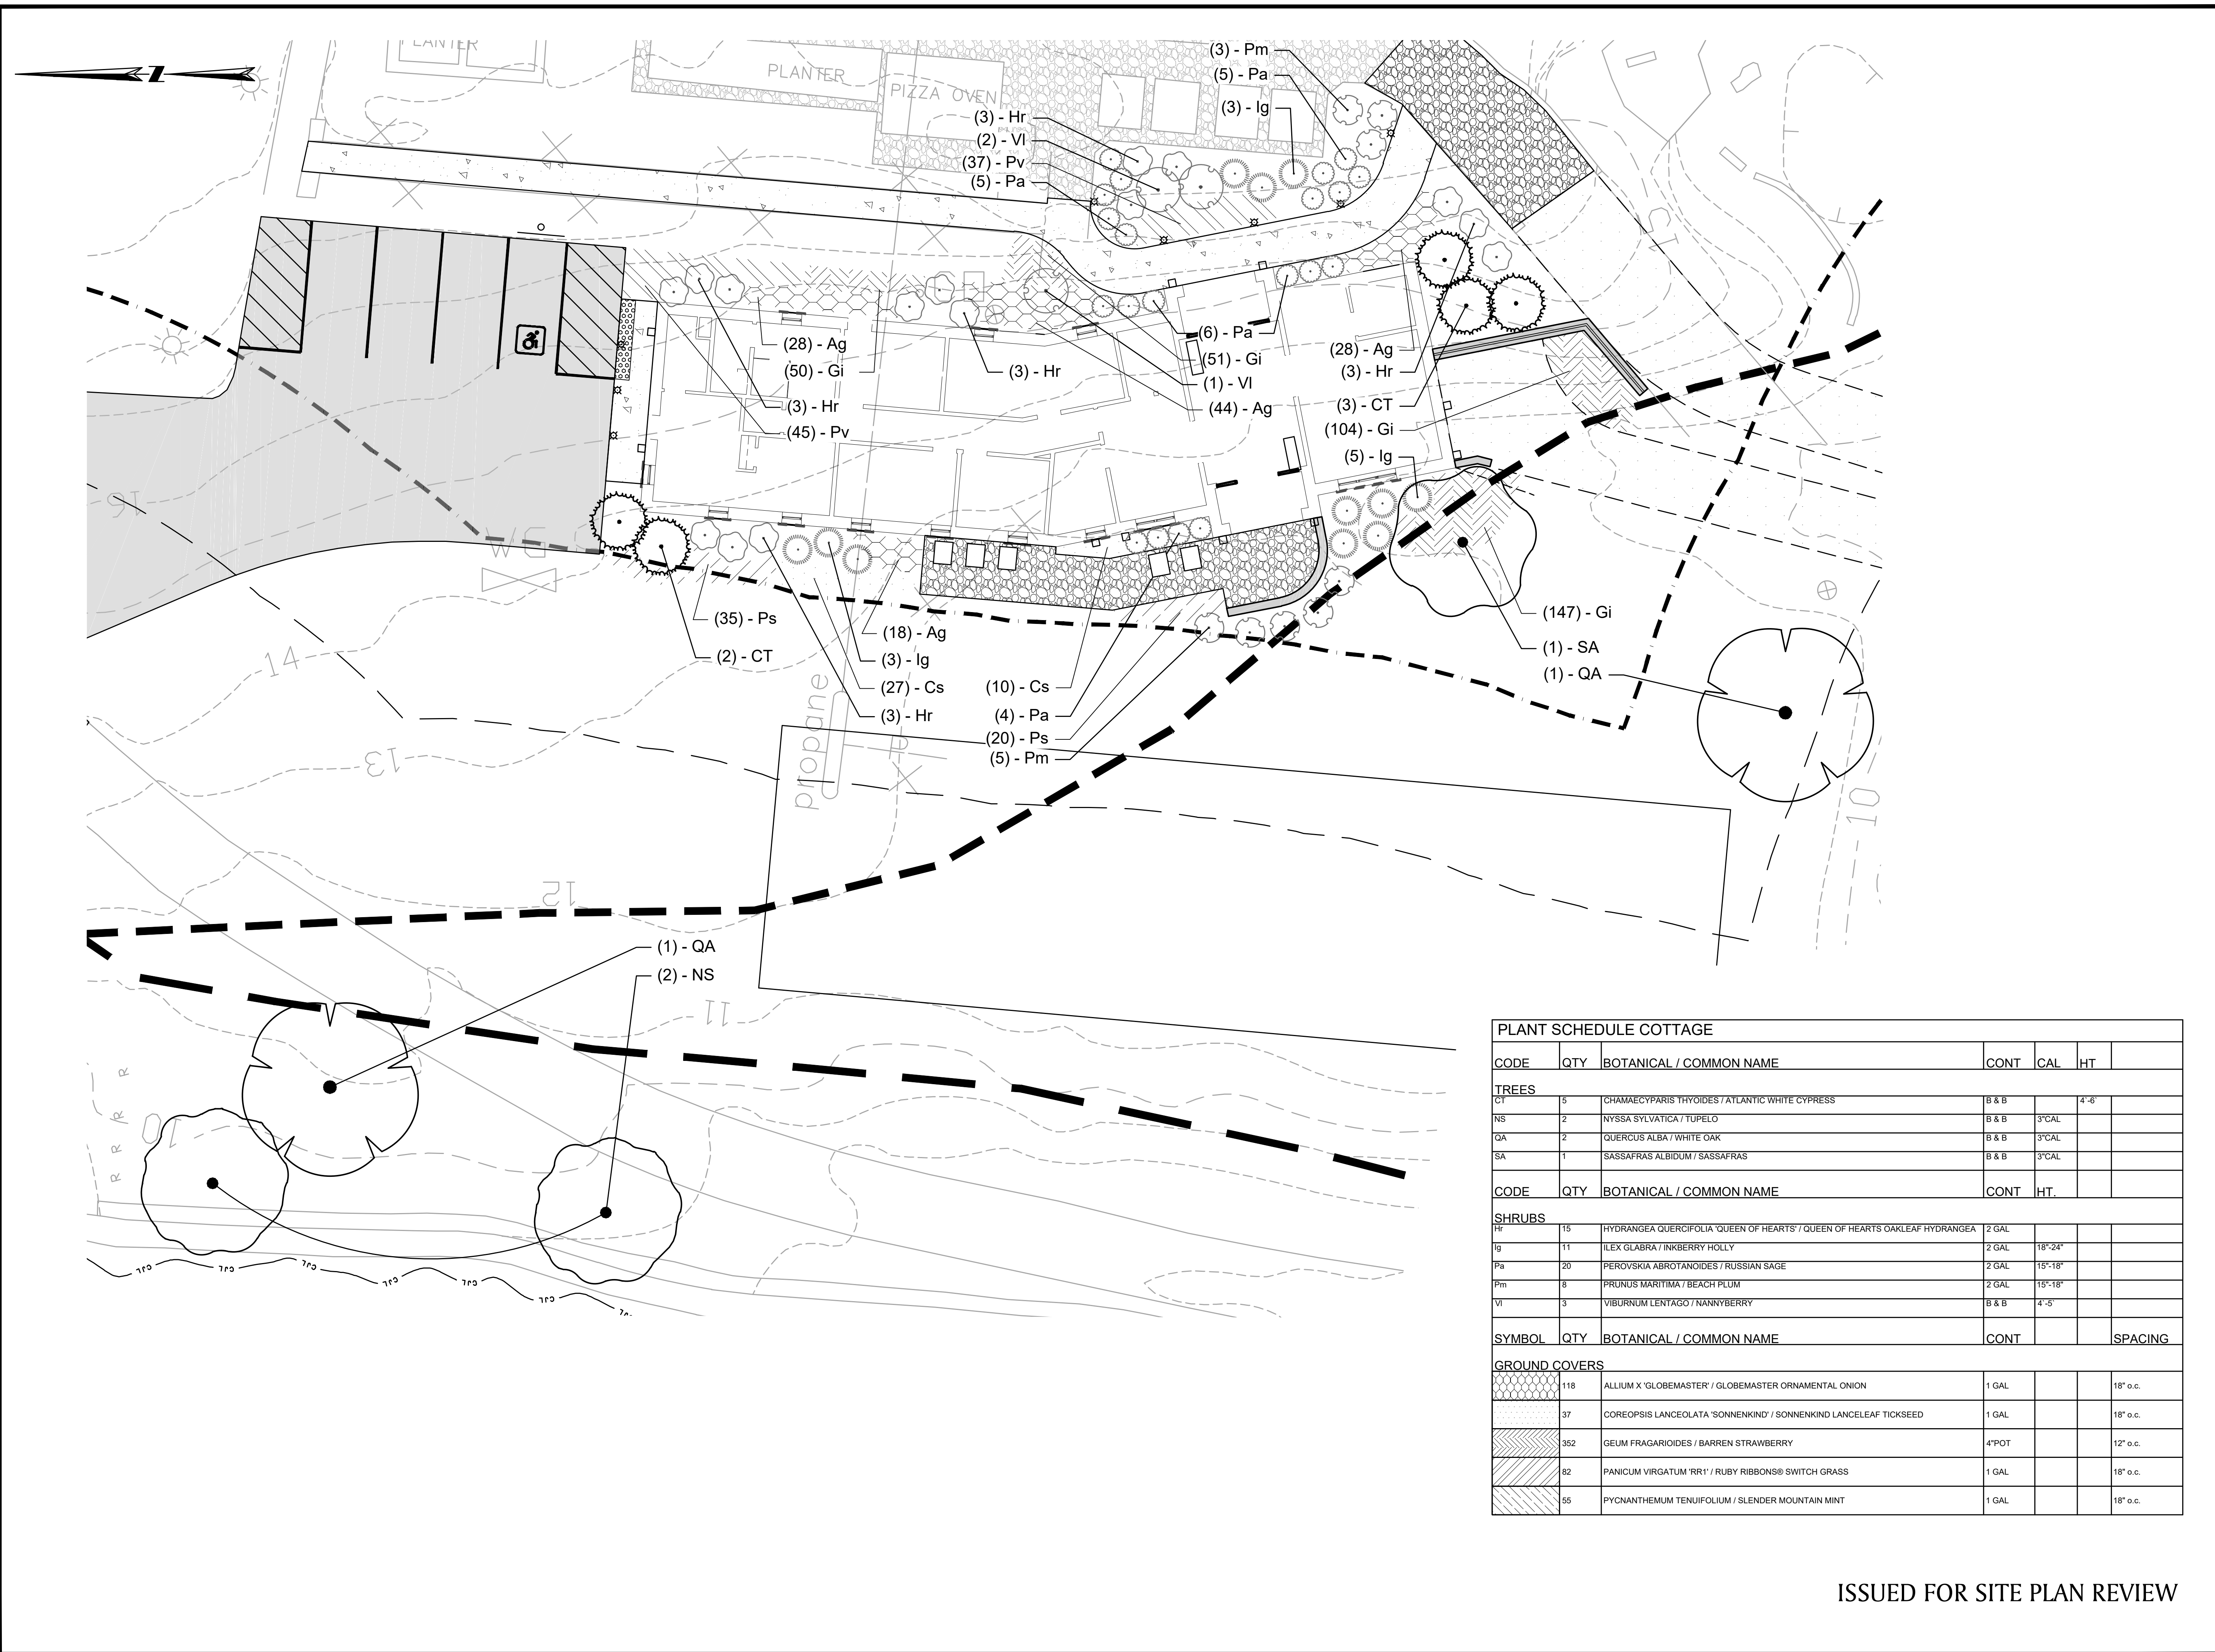 LANTER
PLANTER
PIZZA OVEN
Z
(3) - Pm
(5) - Pa
(3) - Ig
(3) - Hr
(2) - Vl
(37) - Pv
(5) - Pa
(28) - Ag
(50) - Gi
(3) - Hr
(45) - Pv
(3) - Hr
(6) - Pa
(51) - Gi
(1) - Vl
(44) - Ag
(28) - Ag
(3) - Hr
(3) - CT
(104) - Gi
(5) - Ig
16
WG
14
13
12
11
10
10
(35) - Ps
(2) - CT
(18) - Ag
(3) - Ig
(27) - Cs
(3) - Hr
(10) - Cs
(4) - Pa
(20) - Ps
(5) - Pm
(147) - Gi
(1) - SA
(1) - QA
propane
(1) - QA
(2) - NS
R R R R
PLANT SCHEDULE COTTAGE
CODE QTY BOTANICAL / COMMON NAME CONT CAL HT
TREES
CT 5 CHAMAECYPARIS THYOIDES / ATLANTIC WHITE CYPRESS B & B 4`-6`
NS 2 NYSSA SYLVATICA / TUPELO B & B 3"CAL
QA 2 QUERCUS ALBA / WHITE OAK B & B 3"CAL
SA 1 SASSAFRAS ALBIDUM / SASSAFRAS B & B 3"CAL
CODE QTY BOTANICAL / COMMON NAME CONT HT.
SHRUBS
Hr 15 HYDRANGEA QUERCIFOLIA 'QUEEN OF HEARTS' / QUEEN OF HEARTS OAKLEAF HYDRANGEA 2 GAL
Ig 11 ILEX GLABRA / INKBERRY HOLLY 2 GAL 18"-24"
Pa 20 PEROVSKIA ABROTANOIDES / RUSSIAN SAGE 2 GAL 15"-18"
Pm 8 PRUNUS MARITIMA / BEACH PLUM 2 GAL 15"-18"
Vl 3 VIBURNUM LENTAGO / NANNYBERRY B & B 4`-5`
SYMBOL QTY BOTANICAL / COMMON NAME CONT SPACING
GROUND COVERS
118 ALLIUM X 'GLOBEMASTER' / GLOBEMASTER ORNAMENTAL ONION 1 GAL 18" o.c.
37 COREOPSIS LANCEOLATA 'SONNENKIND' / SONNENKIND LANCELEAF TICKSEED 1 GAL 18" o.c.
352 GEUM FRAGARIOIDES / BARREN STRAWBERRY 4"POT 12" o.c.
82 PANICUM VIRGATUM 'RR1' / RUBY RIBBONS® SWITCH GRASS 1 GAL 18" o.c.
55 PYCNANTHEMUM TENUIFOLIUM / SLENDER MOUNTAIN MINT 1 GAL 18" o.c.
ISSUED FOR SITE PLAN REVIEW